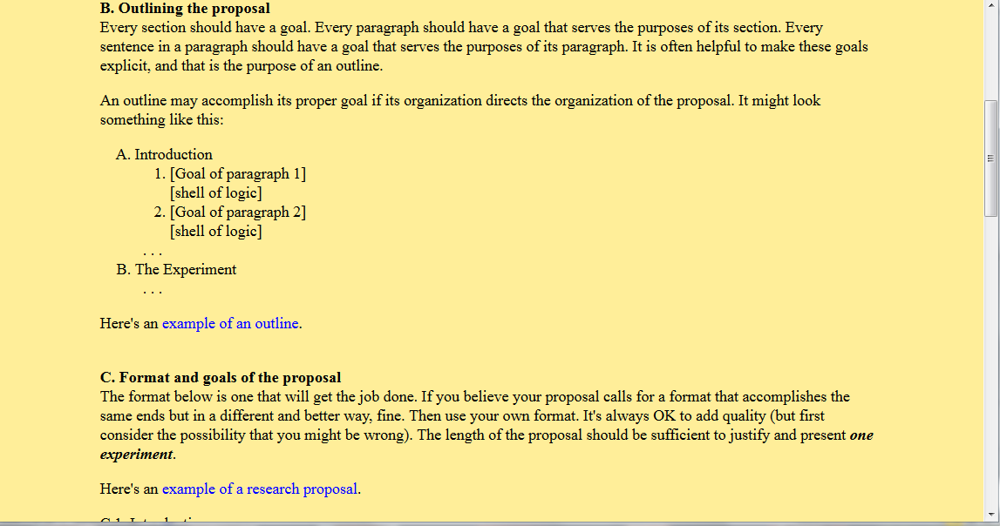 B. Outlining the proposal
Every section should have a goal. Every paragraph should have a goal that serves the purposes of its section. Every
sentence in a paragraph should have a goal that serves the purposes of its paragraph. It is often helpful to make these goals
explicit, and that is the purpose of an outline.
An outline may accomplish its proper goal if its organization directs the organization of the proposal. It might look
something like this:
A. Introduction
1. [Goal of paragraph 1]
[shell of logic]
2. [Goal of paragraph 2]
[shell of logic]
. . .
B. The Experiment
. . .
Here's an example of an outline.
C. Format and goals of the proposal
The format below is one that will get the job done. If you believe your proposal calls for a format that accomplishes the
same ends but in a different and better way, fine. Then use your own format. It's always OK to add quality (but first
consider the possibility that you might be wrong). The length of the proposal should be sufficient to justify and present one
experiment.
Here's an example of a research proposal.